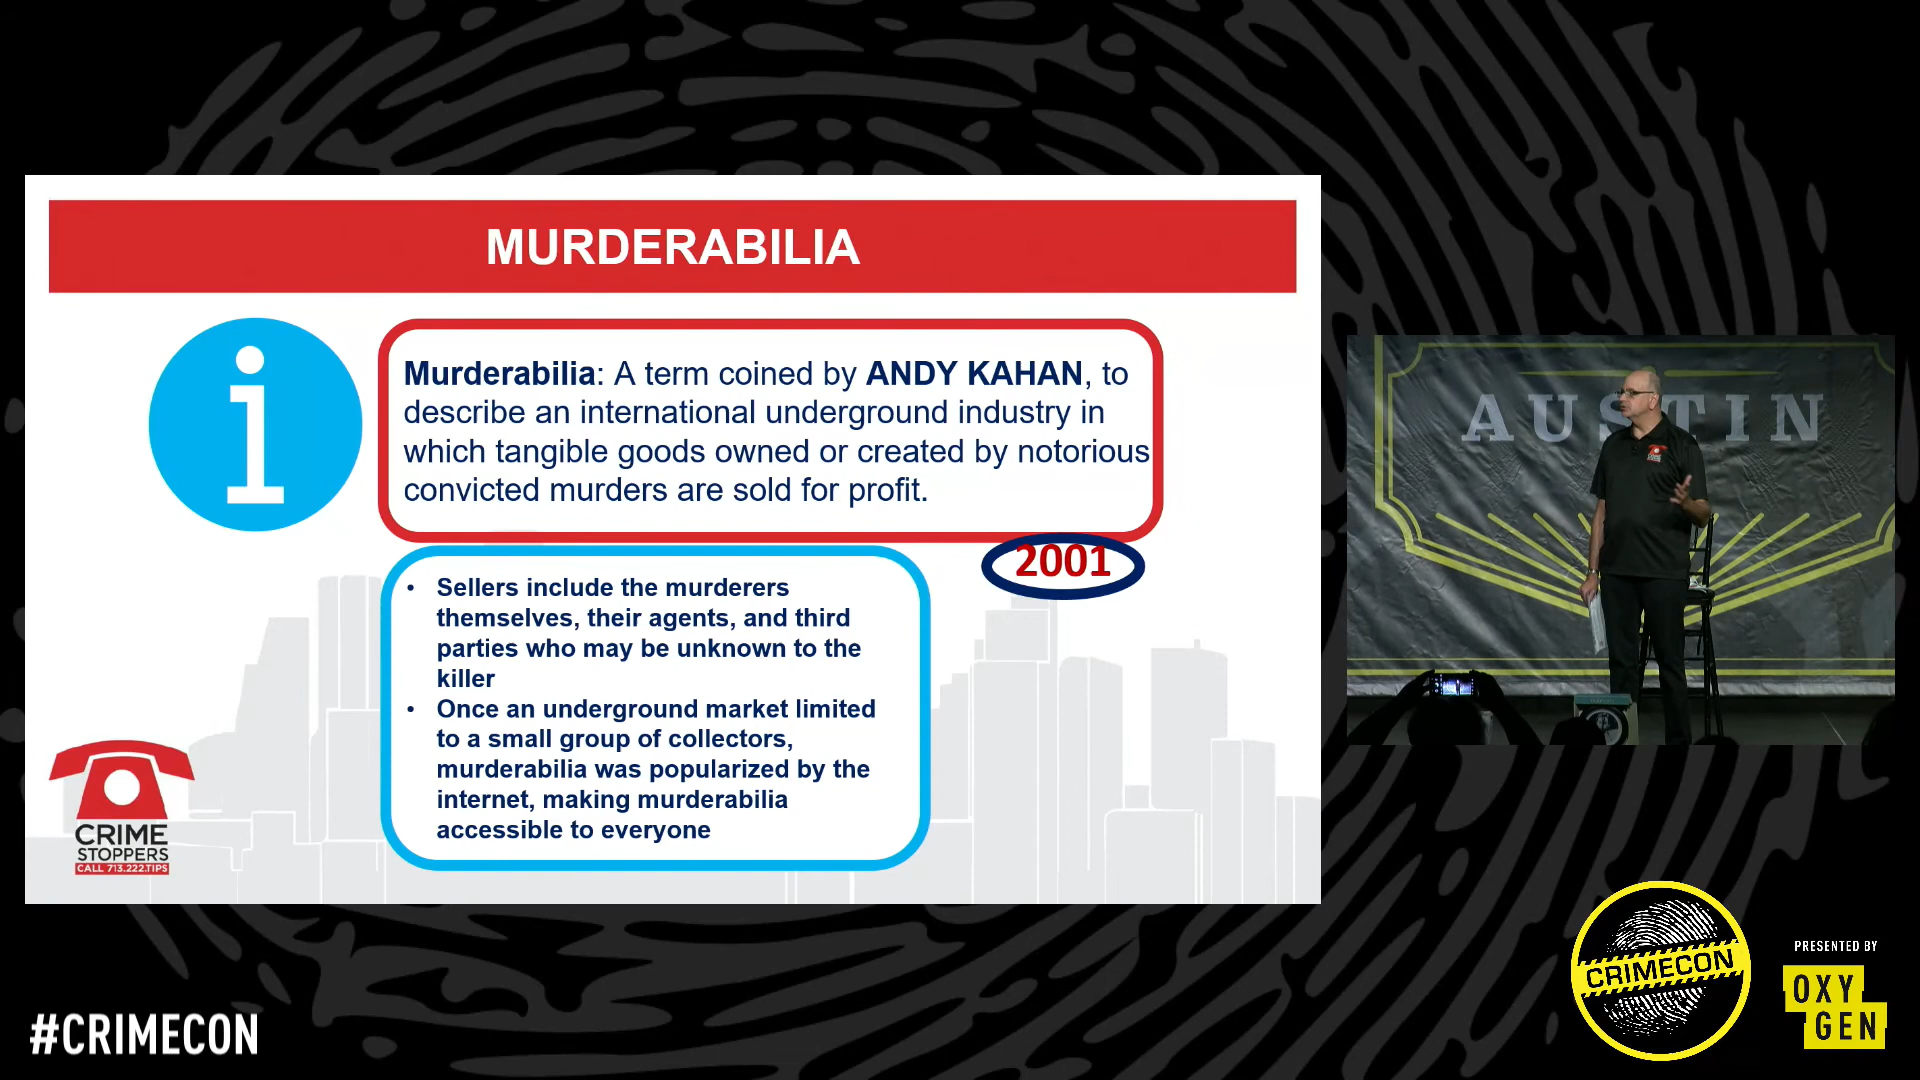 MURDERABILIA
i
Murderabilia: A term coined by ANDY KAHAN, to
describe an international underground industry in
which tangible goods owned or created by notorious
convicted murders are sold for profit.
2001
• Sellers include the murderers
themselves, their agents, and third
parties who may be unknown to the
killer
• Once an underground market limited
to a small group of collectors,
murderabilia was popularized by the
internet, making murderabilia
accessible to everyone
CRIME
STOPPERS
CALL 713.222.TIPS
AUSTIN
#CRIMECON
CRIMECON
PRESENTED BY
OXY
GEN